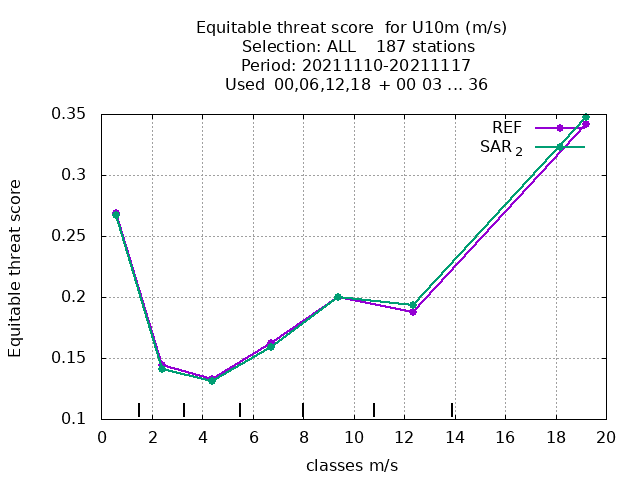 Equitable threat score for U10m (m/s)
Selection: ALL 187 stations
Period: 20211110-20211117
Used 00,06,12,18 + 00 03 ... 36
REF
SAR 2
0.35
0.3
0.25
0.2
0.15
0.1
Equitable threat score
0 2 4 6 8 10 12 14 16 18 20
classes m/s